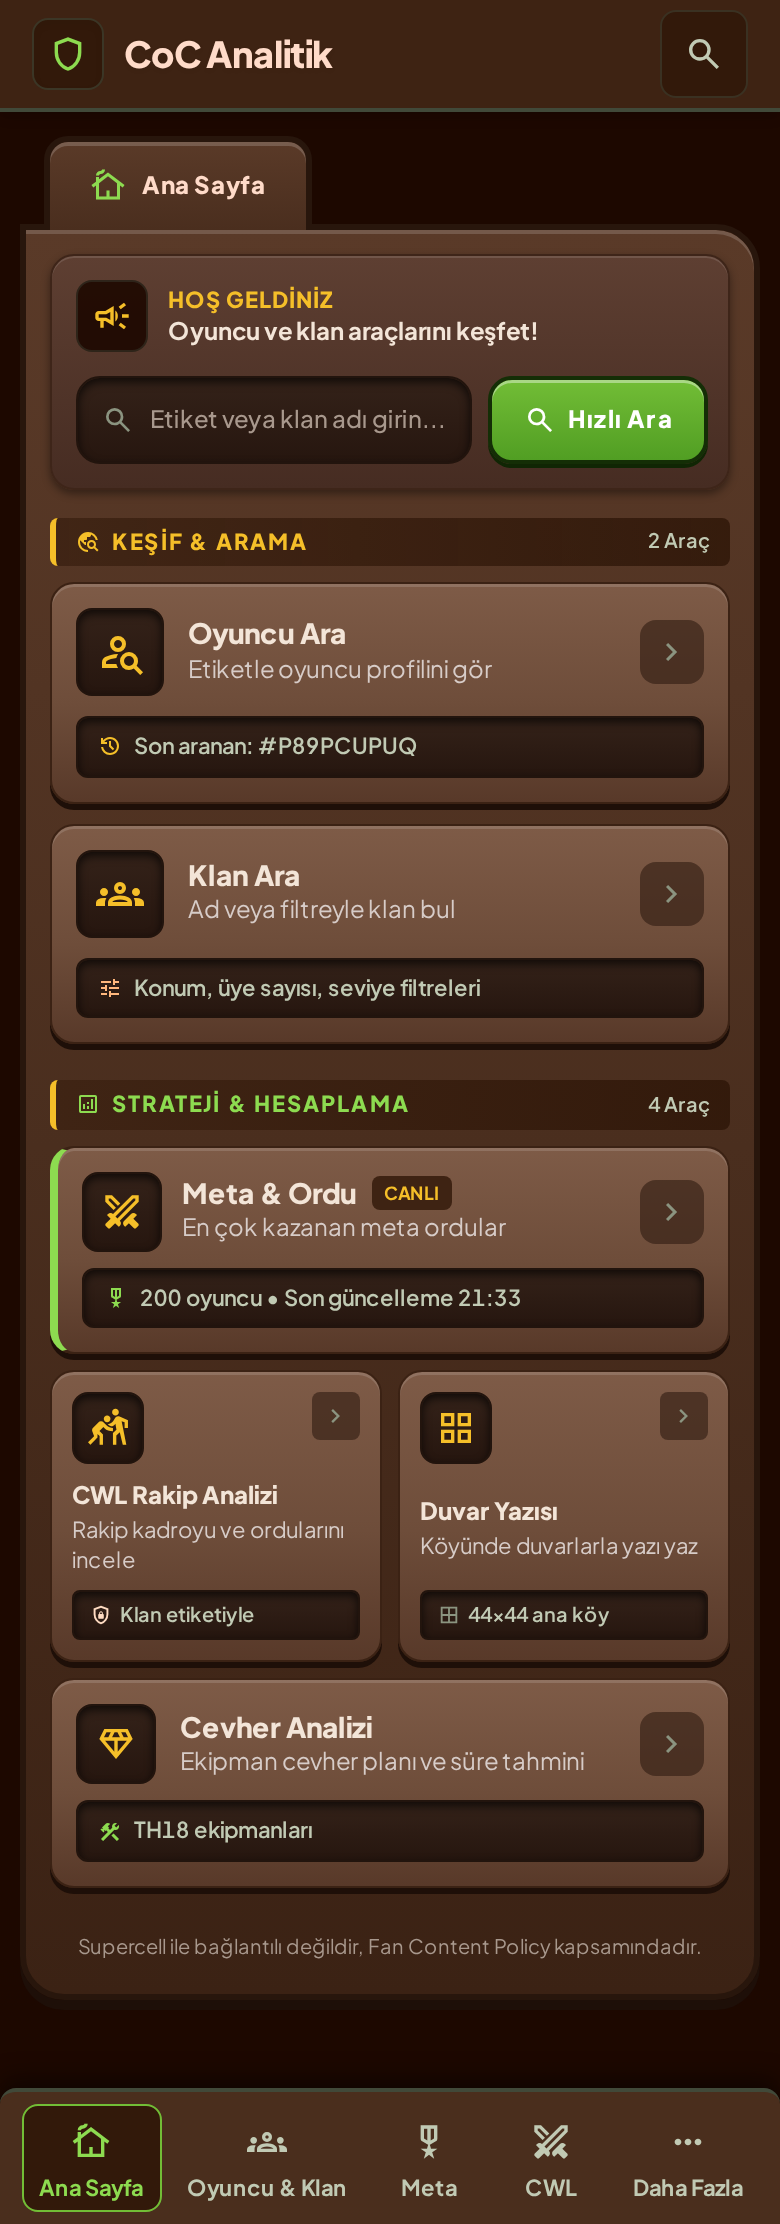 CoC Analitik
Ana Sayfa
HOŞ GELDİNİZ
Oyuncu ve klan araçlarını keşfet!
Etiket veya klan adı girin...
Hızlı Ara
KEŞİF & ARAMA
2 Araç
Oyuncu Ara
Etiketle oyuncu profilini gör
Son aranan: #P89PCUPUQ
Klan Ara
Ad veya filtreyle klan bul
Konum, üye sayısı, seviye filtreleri
STRATEJİ & HESAPLAMA
4 Araç
Meta & Ordu
CANLI
En çok kazanan meta ordular
200 oyuncu • Son güncelleme 21:33
CWL Rakip Analizi
Rakip kadroyu ve ordularını
incele
Klan etiketiyle
Duvar Yazısı
Köyünde duvarlarla yazı yaz
44×44 ana köy
Cevher Analizi
Ekipman cevher planı ve süre tahmini
TH18 ekipmanları
Supercell ile bağlantılı değildir, Fan Content Policy kapsamındadır.
Ana Sayfa
Oyuncu & Klan
Meta
CWL
Daha Fazla